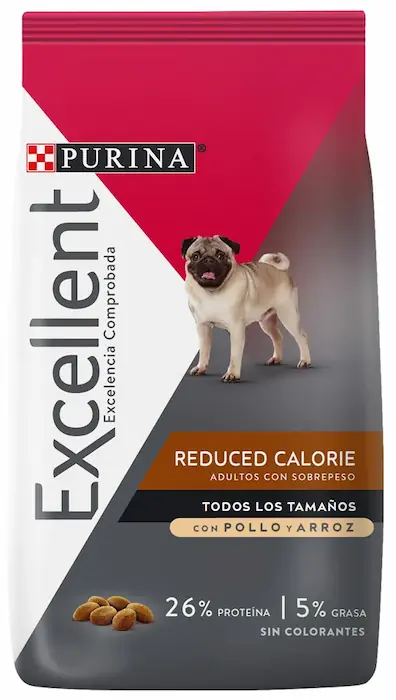 PURINA®
Excellent
Excelencia Comprobada
REDUCED CALORIE
ADULTOS CON SOBREPESO
TODOS LOS TAMAÑOS
CON POLLO Y ARROZ
26% PROTEÍNA | 5% GRASA
SIN COLORANTES